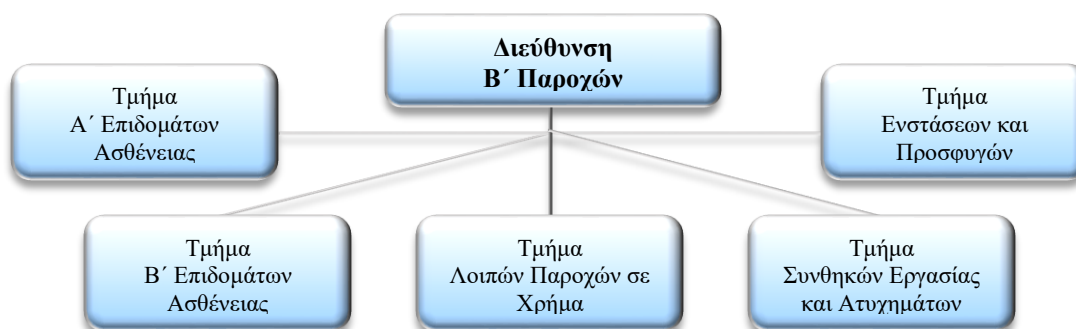 Διεύθυνση
Β΄ Παροχών
Τμήμα
Α΄ Επιδομάτων
Ασθένειας
Τμήμα
Ενστάσεων και
Προσφυγών
Τμήμα
Β΄ Επιδομάτων
Ασθένειας
Τμήμα
Λοιπών Παροχών σε
Χρήμα
Τμήμα
Συνθηκών Εργασίας
και Ατυχημάτων